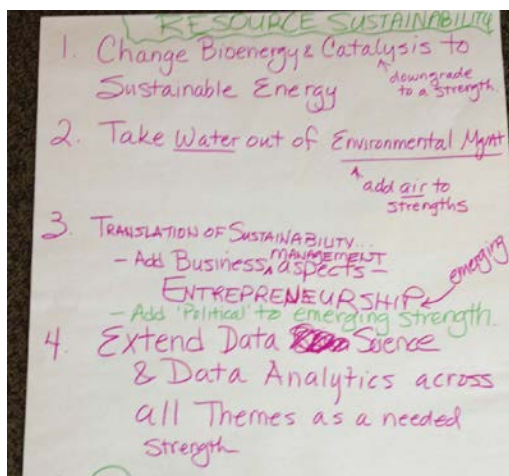 RESOURCE SUSTAINABILITY
1. Change Bioenergy & Catalysis to
downgrade
to a strength.
Sustainable Energy
2. Take Water out of Environmental Mgmt
add air to
strengths
3. TRANSLATION OF SUSTAINABILITY...
MANAGEMENT
- Add Business ^ aspects -
emerging
ENTREPRENEURSHIP
- Add 'Political' to emerging strength.
4. Extend Data Science
& Data Analytics across
all Themes as a needed
strength